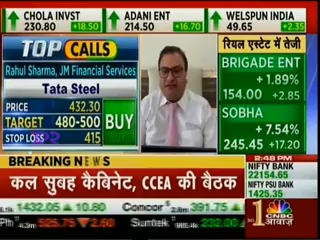 CHOLA INVST
230.80 +18.50
ADANI ENT
214.50 +16.70
WELSPUN INDIA
49.65 +2.35
TOP CALLS
Rahul Sharma, JM Financial Services
Tata Steel
PRICE 432.30
TARGET 480-500
STOP LOSS 415
BUY
रियल एस्टेट में तेजी
BRIGADE ENT
+1.89%
154.00 +2.85
SOBHA
+7.54%
245.45 +17.20
BREAKING NEWS
कल सुबह कैबिनेट, CCEA की बैठक
2:48 PM
NIFTY BANK
22154.65
NIFTY PSU BANK
1425.35
1432.05 10.80
Cummins
391.75
525.75 2.60
CNBC
आवाज़